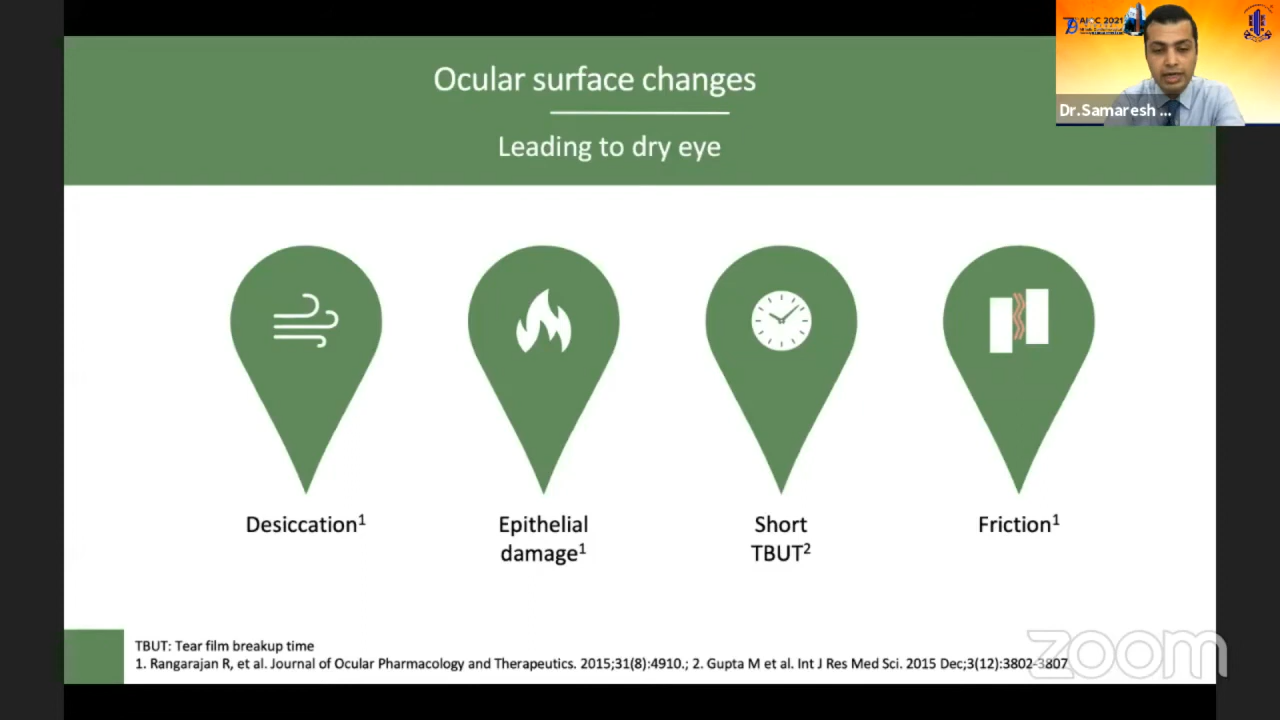 Ocular surface changes
Leading to dry eye
AIOC 2021
Dr.Samaresh ...
Desiccation¹
Epithelial
damage¹
Short
TBUT²
Friction¹
TBUT: Tear film breakup time
1. Rangarajan R, et al. Journal of Ocular Pharmacology and Therapeutics. 2015;31(8):4910.; 2. Gupta M et al. Int J Res Med Sci. 2015 Dec;3(12):3802-3807
zoom